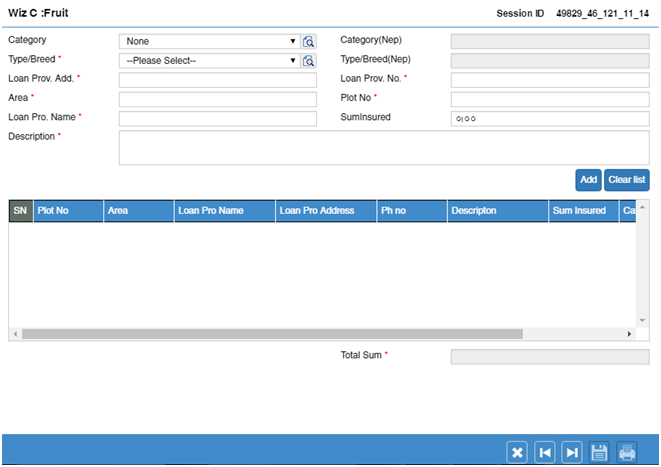 Wiz C :Fruit Session ID 49829_46_121_11_14
Category None Category(Nep)
Type/Breed * --Please Select-- Type/Breed(Nep)
Loan Prov. Add. * Loan Prov. No. *
Area * Plot No *
Loan Pro. Name * SumInsured ०|००
Description *
Add Clear list
SN Plot No Area Loan Pro Name Loan Pro Address Ph no Descripton Sum Insured Ca
Total Sum *